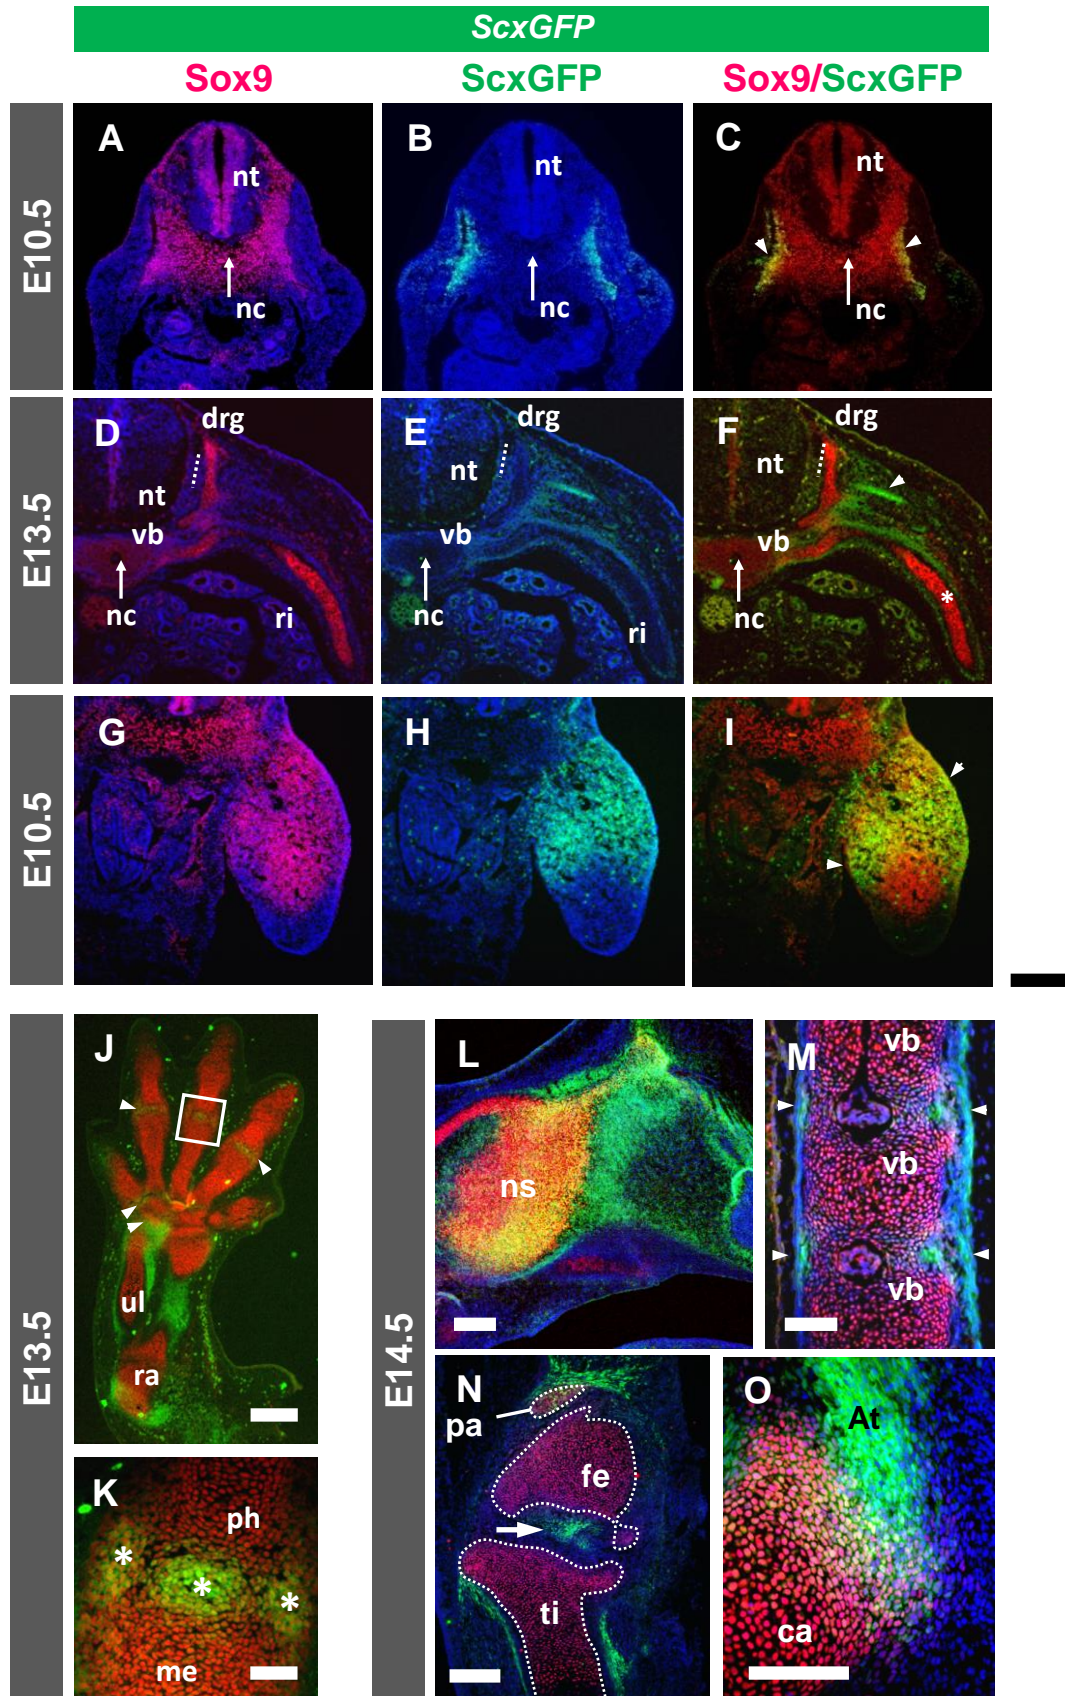 ScxGFP
Sox9
ScxGFP
Sox9/ScxGFP
E10.5
A
nt
nc
B
nt
nc
C
nt
nc
E13.5
D
drg
nt
vb
nc
ri
E
drg
nt
vb
nc
ri
F
drg
nt
vb
nc
*
E10.5
G
H
I
E13.5
J
ul
ra
K
ph
*
*
*
me
E14.5
L
ns
M
vb
vb
vb
N
pa
fe
ti
O
At
ca